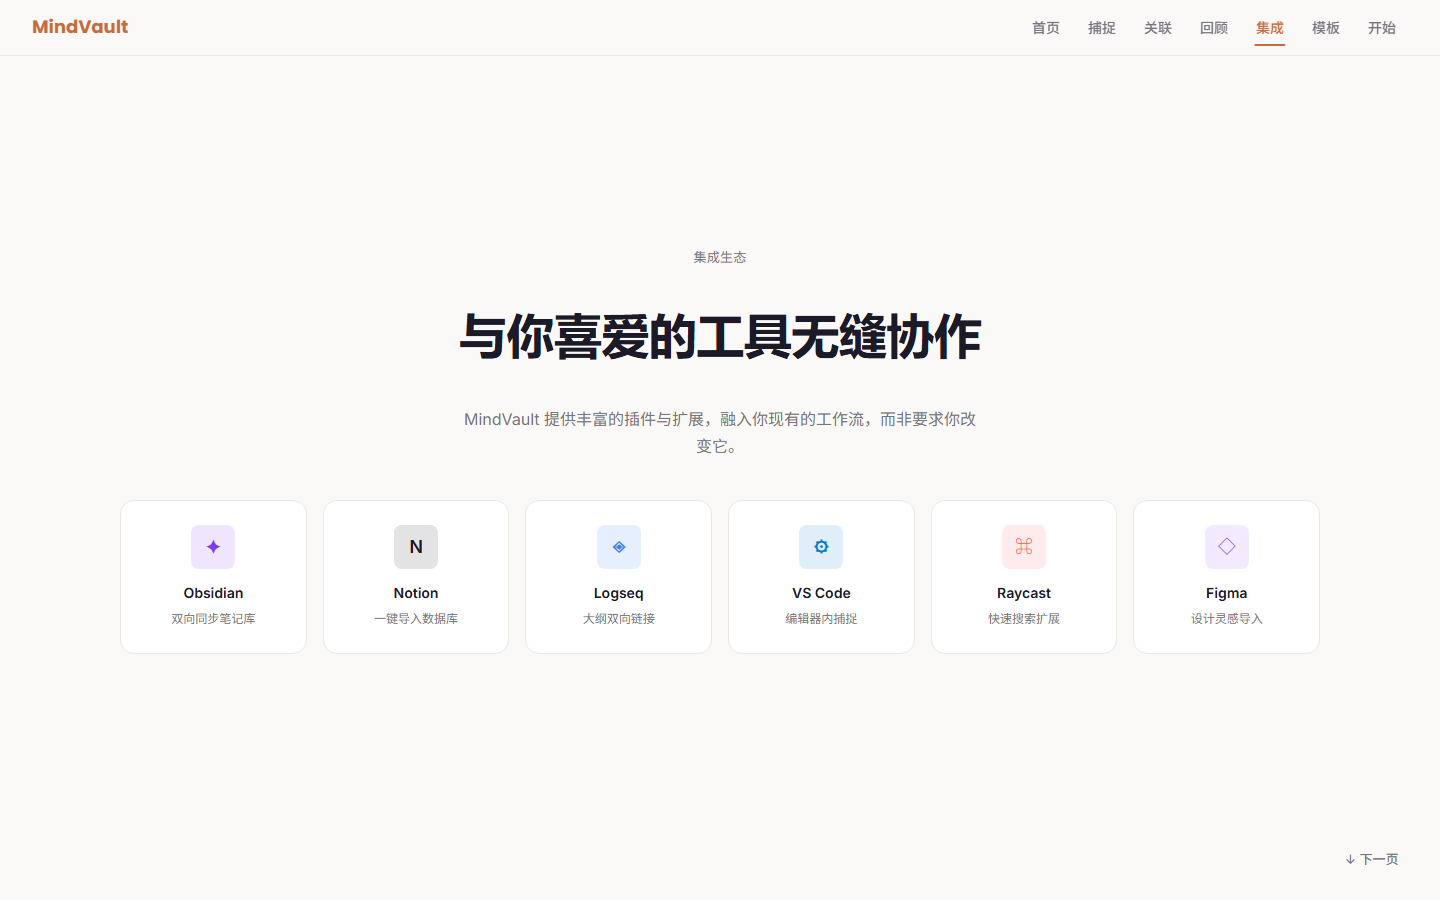 MindVault
首页 捕捉 关联 回顾 集成 模板 开始
集成生态
与你喜爱的工具无缝协作
MindVault 提供丰富的插件与扩展，融入你现有的工作流，而非要求你改
变它。
N
Obsidian
双向同步笔记库
Notion
一键导入数据库
Logseq
大纲双向链接
VS Code
编辑器内捕捉
Raycast
快速搜索扩展
Figma
设计灵感导入
↓ 下一页